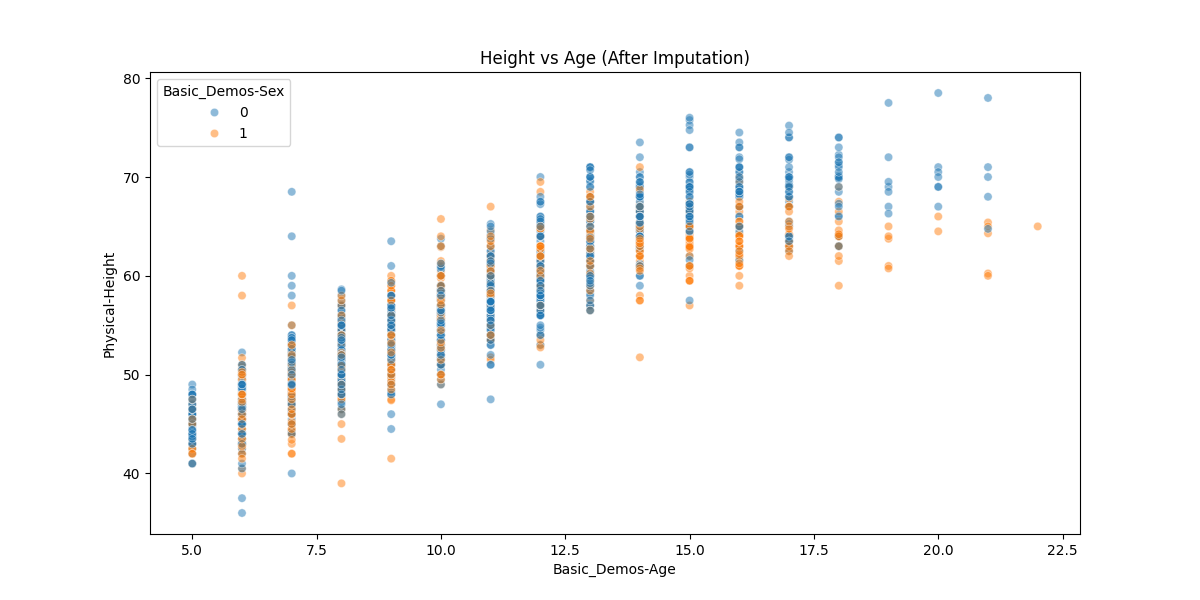 Height vs Age (After Imputation)
Basic_Demos-Sex
0
1
80
70
60
50
40
Physical-Height
5.0 7.5 10.0 12.5 15.0 17.5 20.0 22.5
Basic_Demos-Age